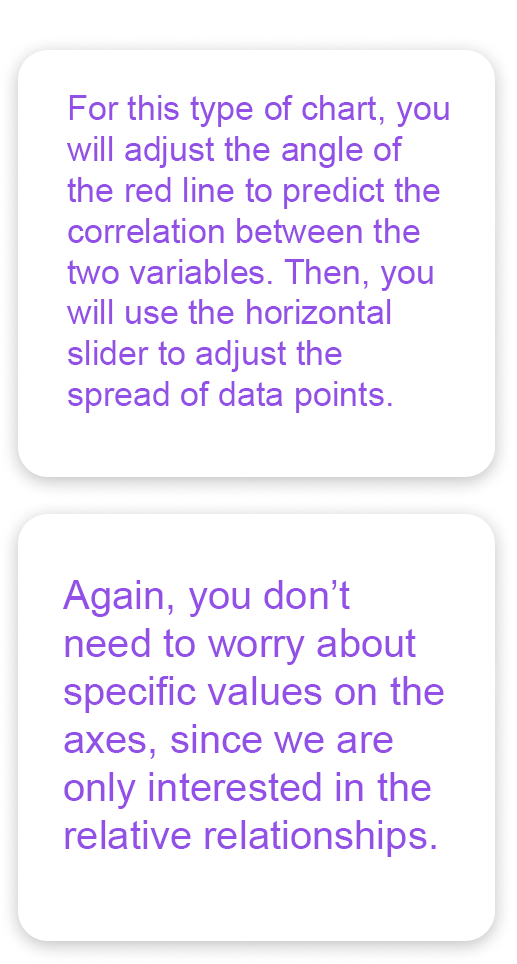 For this type of chart, you
will adjust the angle of
the red line to predict the
correlation between the
two variables. Then, you
will use the horizontal
slider to adjust the
spread of data points.
Again, you don’t
need to worry about
specific values on the
axes, since we are
only interested in the
relative relationships.